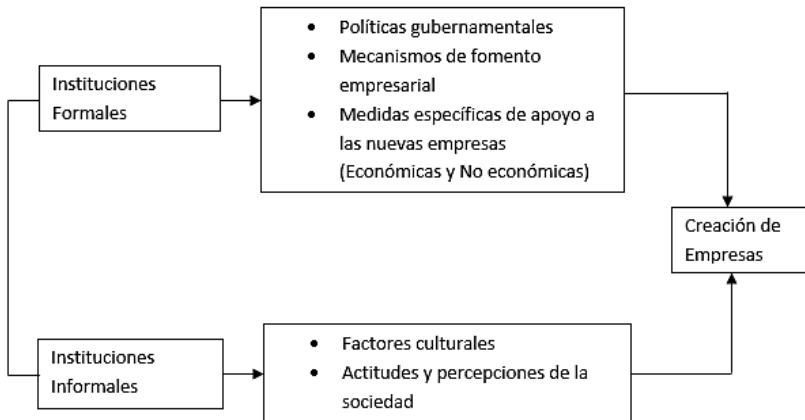 Instituciones
Formales
• Políticas gubernamentales
• Mecanismos de fomento
empresarial
• Medidas específicas de apoyo a
las nuevas empresas
(Económicas y No económicas)
Creación de
Empresas
Instituciones
Informales
• Factores culturales
• Actitudes y percepciones de la
sociedad